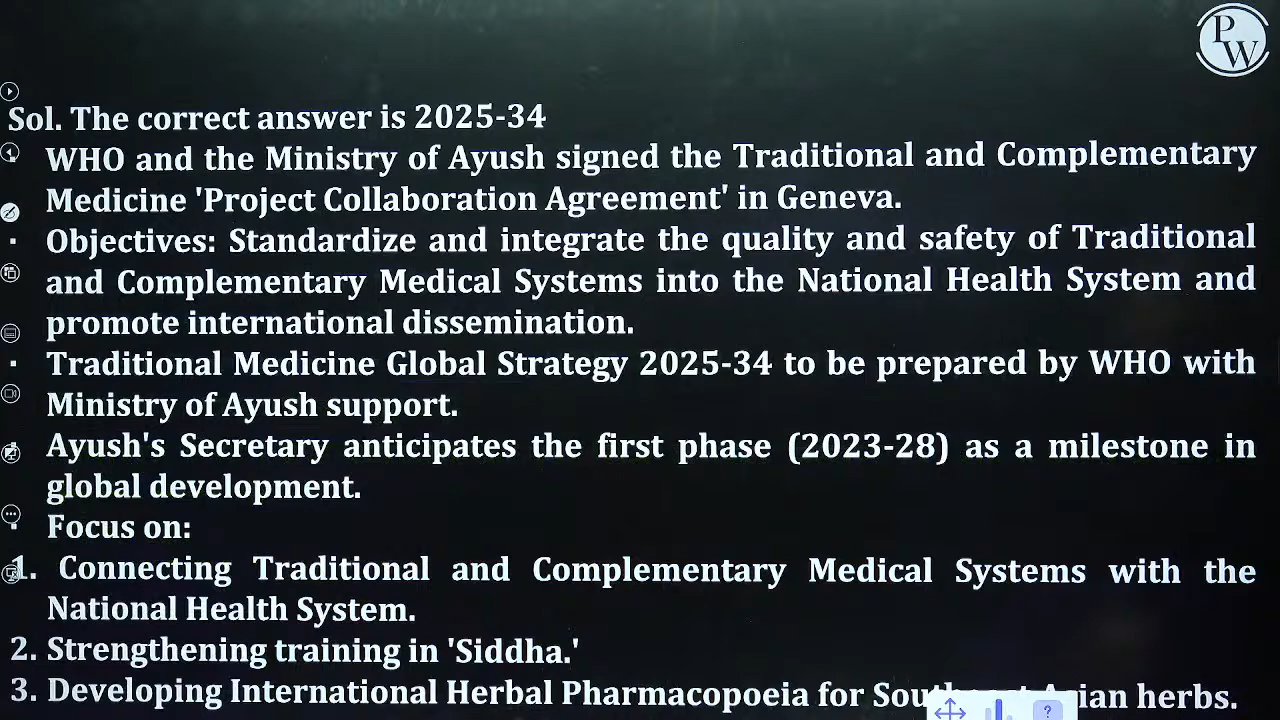 PW
Sol. The correct answer is 2025-34
WHO and the Ministry of Ayush signed the Traditional and Complementary
Medicine 'Project Collaboration Agreement' in Geneva.
· Objectives: Standardize and integrate the quality and safety of Traditional
and Complementary Medical Systems into the National Health System and
promote international dissemination.
· Traditional Medicine Global Strategy 2025-34 to be prepared by WHO with
Ministry of Ayush support.
Ayush's Secretary anticipates the first phase (2023-28) as a milestone in
global development.
Focus on:
1. Connecting Traditional and Complementary Medical Systems with the
National Health System.
2. Strengthening training in 'Siddha.'
3. Developing International Herbal Pharmacopoeia for herbs.
?